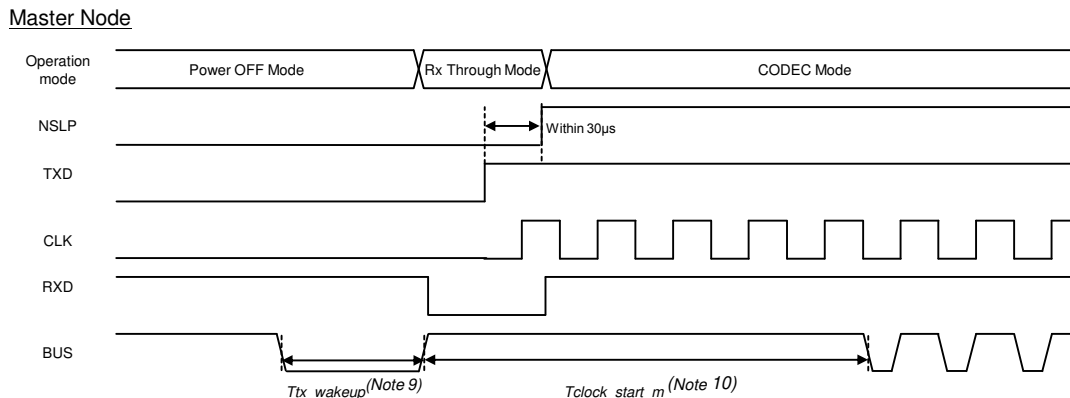 Master Node
Operation mode
Power OFF Mode
Rx Through Mode
CODEC Mode
NSLP
Within 30µs
TXD
CLK
RXD
BUS
Ttx_wakeup(Note 9)
Tclock_start_m(Note 10)